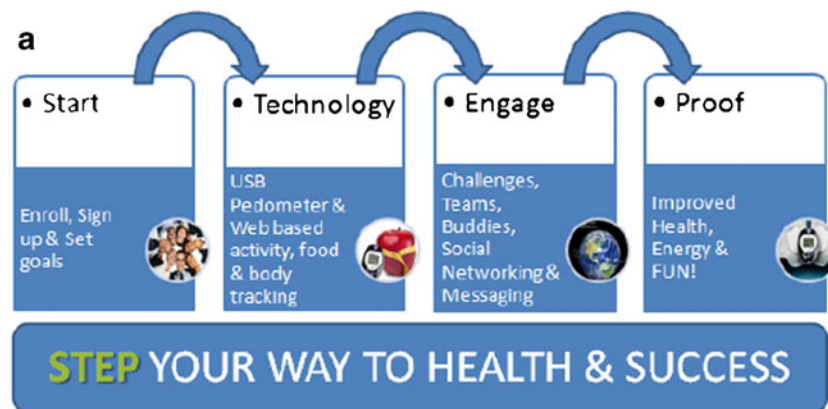 a
• Start
Enroll, Sign
up & Set
goals
• Technology
USB
Pedometer &
Web based
activity, food
& body
tracking
• Engage
Challenges,
Teams,
Buddies,
Social
Networking &
Messaging
• Proof
Improved
Health,
Energy &
FUN!
STEP YOUR WAY TO HEALTH & SUCCESS